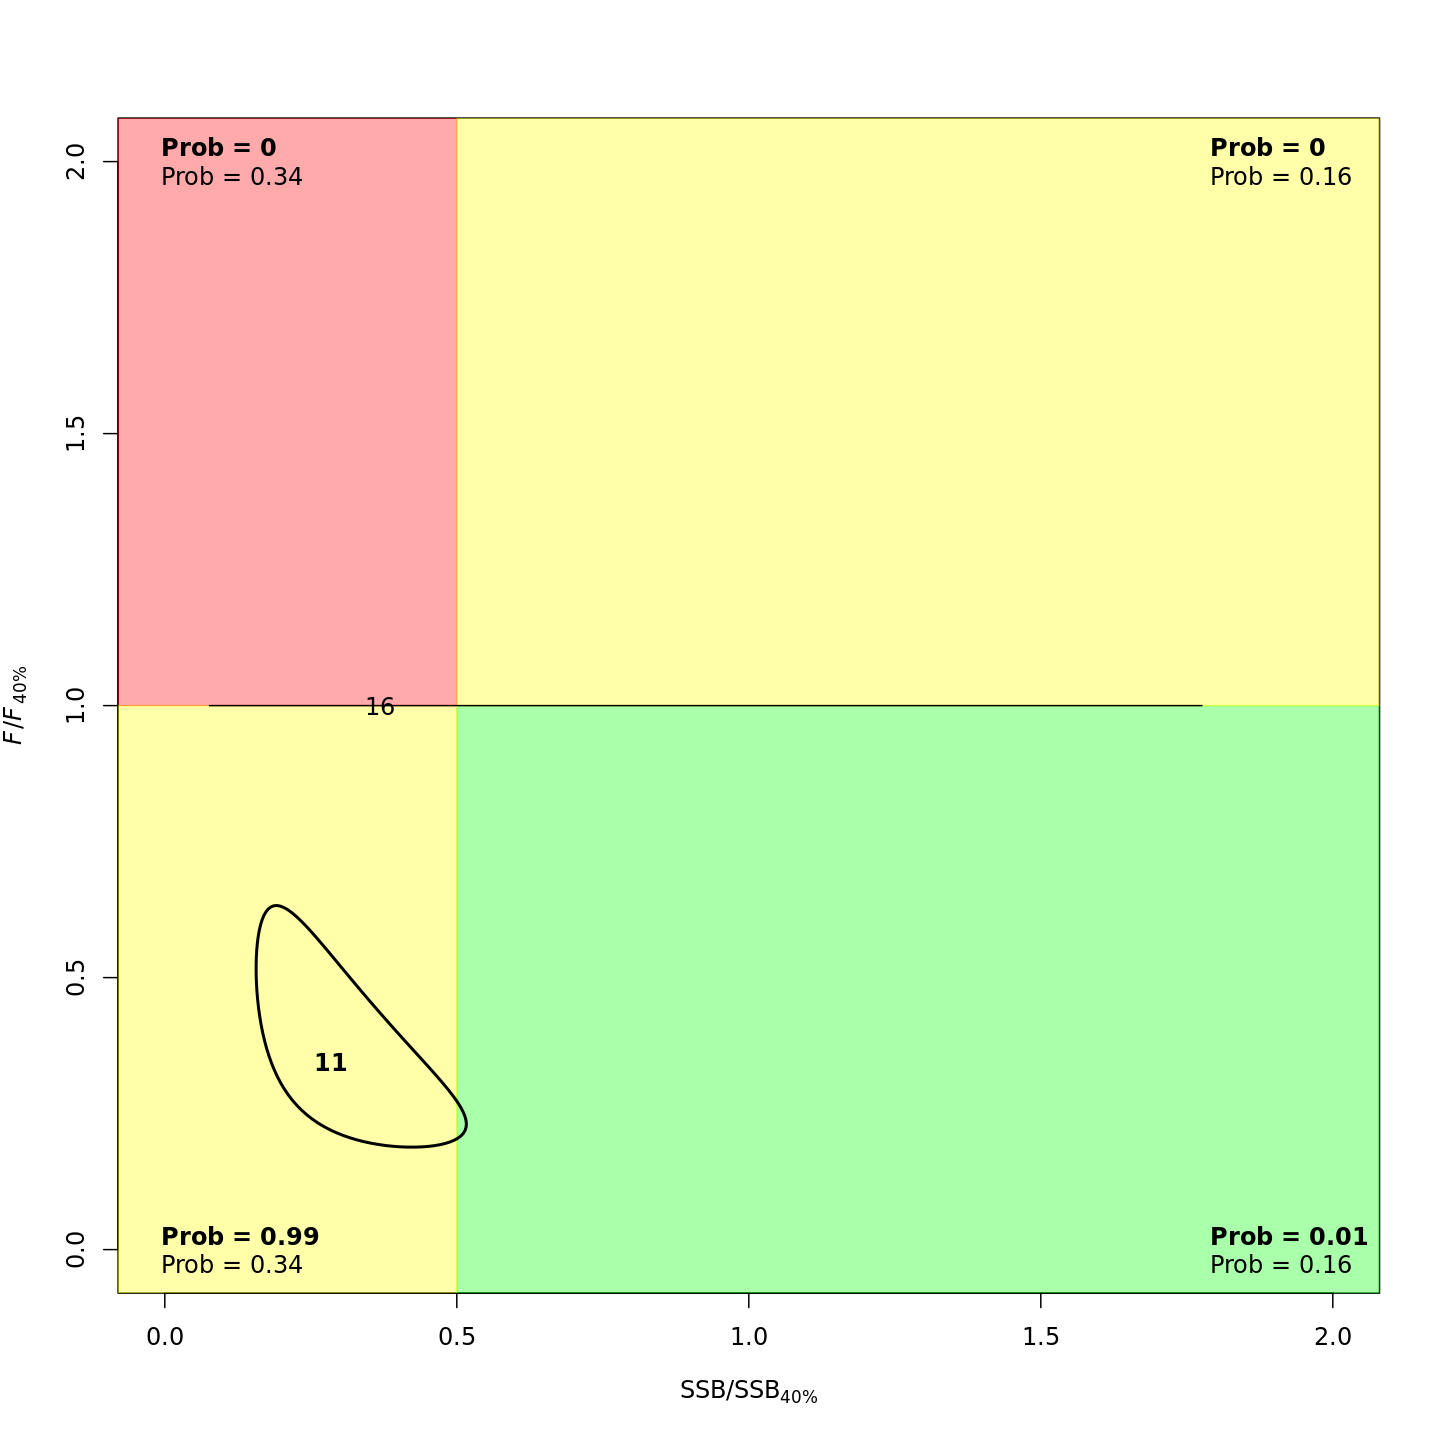 Prob = 0
Prob = 0.34
Prob = 0
Prob = 0.16
2.0
1.5
1.0
0.5
0.0
F/F40%
16
11
Prob = 0.99
Prob = 0.34
Prob = 0.01
Prob = 0.16
0.0
0.5
1.0
1.5
2.0
SSB/SSB40%